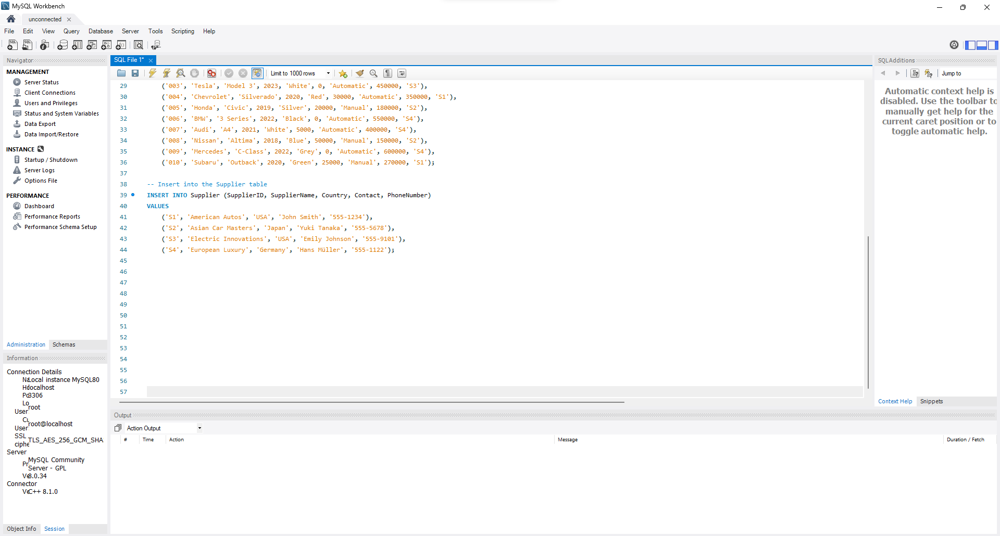 MySQL Workbench
unconnected
File Edit View Query Database Server Tools Scripting Help
Navigator
MANAGEMENT
Server Status
Client Connections
Users and Privileges
Status and System Variables
Data Export
Data Import/Restore
INSTANCE
Startup / Shutdown
Server Logs
Options File
PERFORMANCE
Dashboard
Performance Reports
Performance Schema Setup
Administration Schemas
Information
Connection Details
Local instance MySQL80
localhost
3306
Lo
root
User
root@localhost
User
SSL
TLS_AES_256_GCM_SHA
ciphe
Server
MySQL Community
Pr
Server - GPL
8.0.34
Connector
C++ 8.1.0
Object Info Session
SQL File 1*
Limit to 1000 rows
29 ('003', 'Tesla', 'Model 3', 2023, 'White', 0, 'Automatic', 450000, 'S3'),
30 ('004', 'Chevrolet', 'Silverado', 2020, 'Red', 30000, 'Automatic', 350000, 'S1'),
31 ('005', 'Honda', 'Civic', 2019, 'Silver', 20000, 'Manual', 180000, 'S2'),
32 ('006', 'BMW', '3 Series', 2022, 'Black', 0, 'Automatic', 550000, 'S4'),
33 ('007', 'Audi', 'A4', 2021, 'White', 5000, 'Automatic', 400000, 'S4'),
34 ('008', 'Nissan', 'Altima', 2018, 'Blue', 50000, 'Manual', 150000, 'S2'),
35 ('009', 'Mercedes', 'C-Class', 2022, 'Grey', 0, 'Automatic', 600000, 'S4'),
36 ('010', 'Subaru', 'Outback', 2020, 'Green', 25000, 'Manual', 270000, 'S1');
37
38 -- Insert into the Supplier table
39 INSERT INTO Supplier (SupplierID, SupplierName, Country, Contact, PhoneNumber)
40 VALUES
41 ('S1', 'American Autos', 'USA', 'John Smith', '555-1234'),
42 ('S2', 'Asian Car Masters', 'Japan', 'Yuki Tanaka', '555-5678'),
43 ('S3', 'Electric Innovations', 'USA', 'Emily Johnson', '555-9101'),
44 ('S4', 'European Luxury', 'Germany', 'Hans Müller', '555-1122');
45
46
47
48
49
50
51
52
53
54
55
56
57
Output
Action Output
# Time Action Message Duration / Fetch
SQLAdditions
Jump to
Automatic context help is
disabled. Use the toolbar to
manually get help for the
current caret position or to
toggle automatic help.
Context Help Snippets